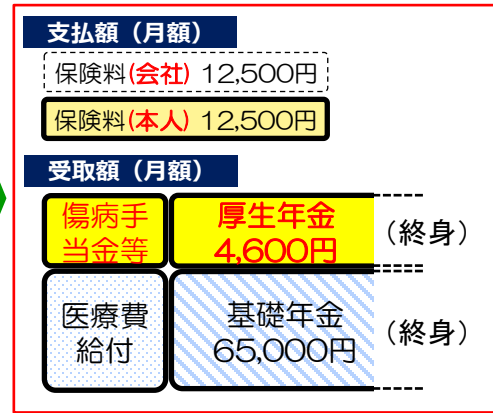 支払額（月額）
保険料(会社) 12,500円
保険料(本人) 12,500円
受取額（月額）
傷病手
当金等
厚生年金
4,600円
（終身）
医療費
給付
基礎年金
65,000円
（終身）